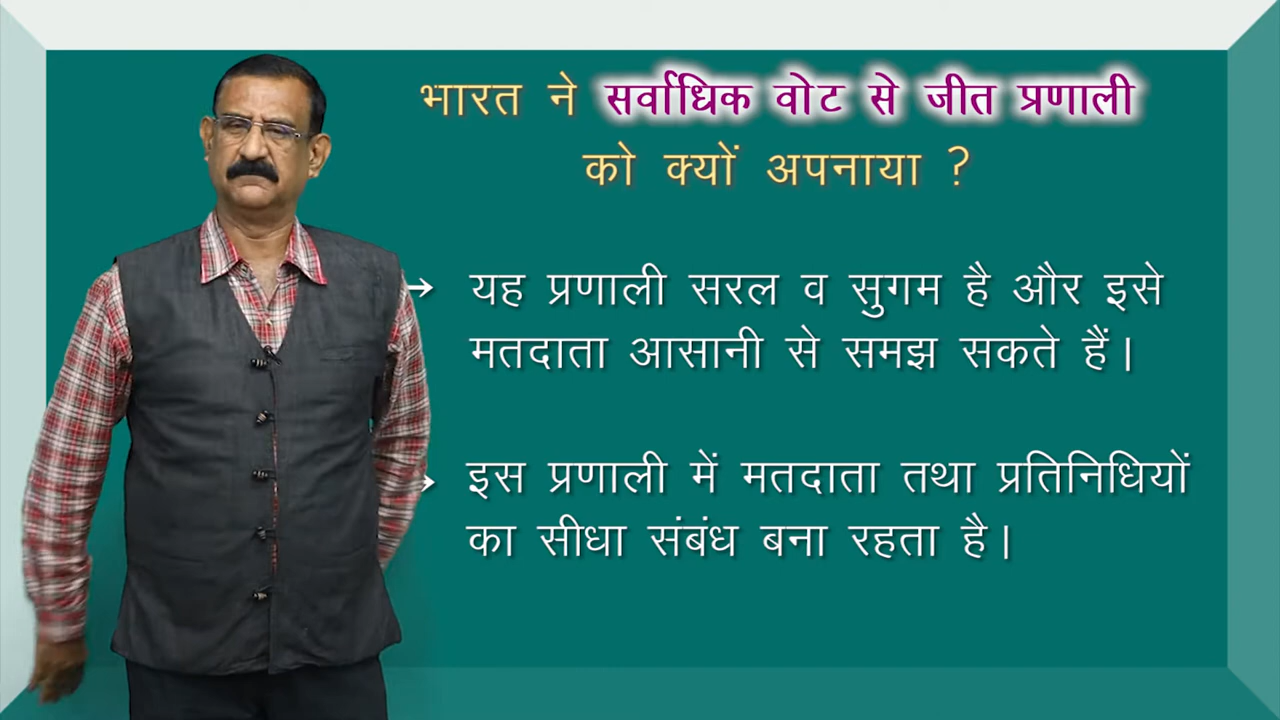 भारत ने सर्वाधिक वोट से जीत प्रणाली
को क्यों अपनाया ?
→ यह प्रणाली सरल व सुगम है और इसे
मतदाता आसानी से समझ सकते हैं।
→ इस प्रणाली में मतदाता तथा प्रतिनिधियों
का सीधा संबंध बना रहता है।